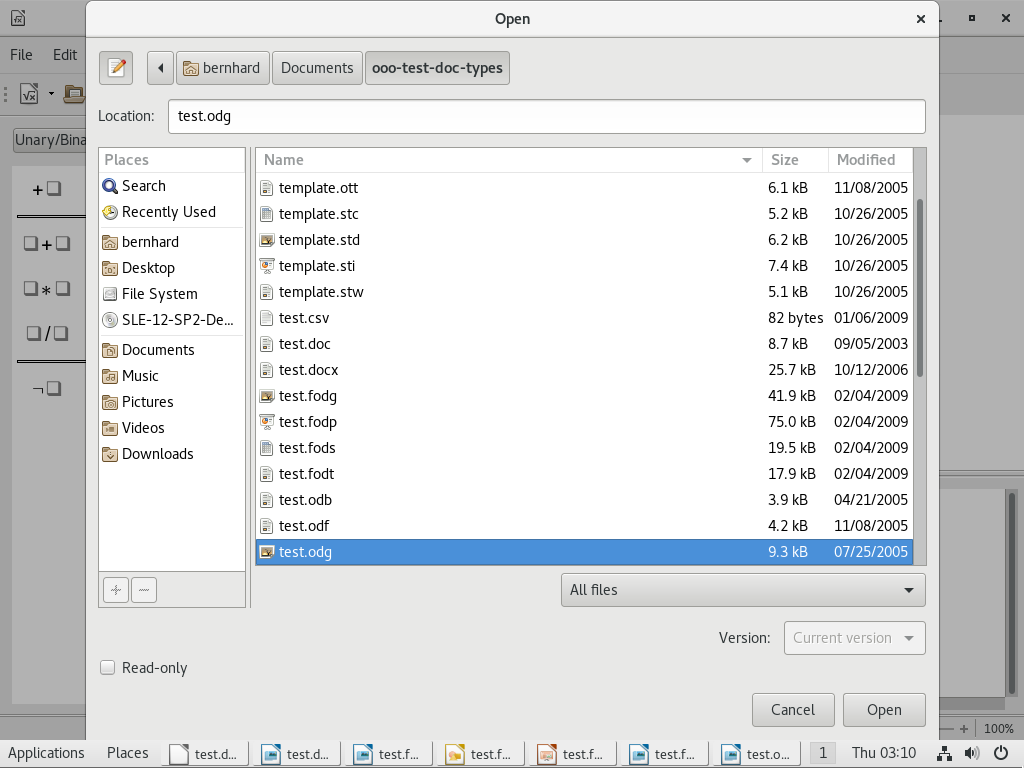 Open
File Edit
bernhard Documents ooo-test-doc-types
Location: test.odg
Unary/Bina
Places
Search
Recently Used
bernhard
Desktop
File System
SLE-12-SP2-De...
Documents
Music
Pictures
Videos
Downloads
Name Size Modified
template.ott 6.1 kB 11/08/2005
template.stc 5.2 kB 10/26/2005
template.std 6.2 kB 10/26/2005
template.sti 7.4 kB 10/26/2005
template.stw 5.1 kB 10/26/2005
test.csv 82 bytes 01/06/2009
test.doc 8.7 kB 09/05/2003
test.docx 25.7 kB 10/12/2006
test.fodg 41.9 kB 02/04/2009
test.fodp 75.0 kB 02/04/2009
test.fods 19.5 kB 02/04/2009
test.fodt 17.9 kB 02/04/2009
test.odb 3.9 kB 04/21/2005
test.odf 4.2 kB 11/08/2005
test.odg 9.3 kB 07/25/2005
All files
Version: Current version
Read-only
Cancel Open
100%
Applications Places test.d... test.d... test.f... test.f... test.f... test.f... test.o... 1 Thu 03:10